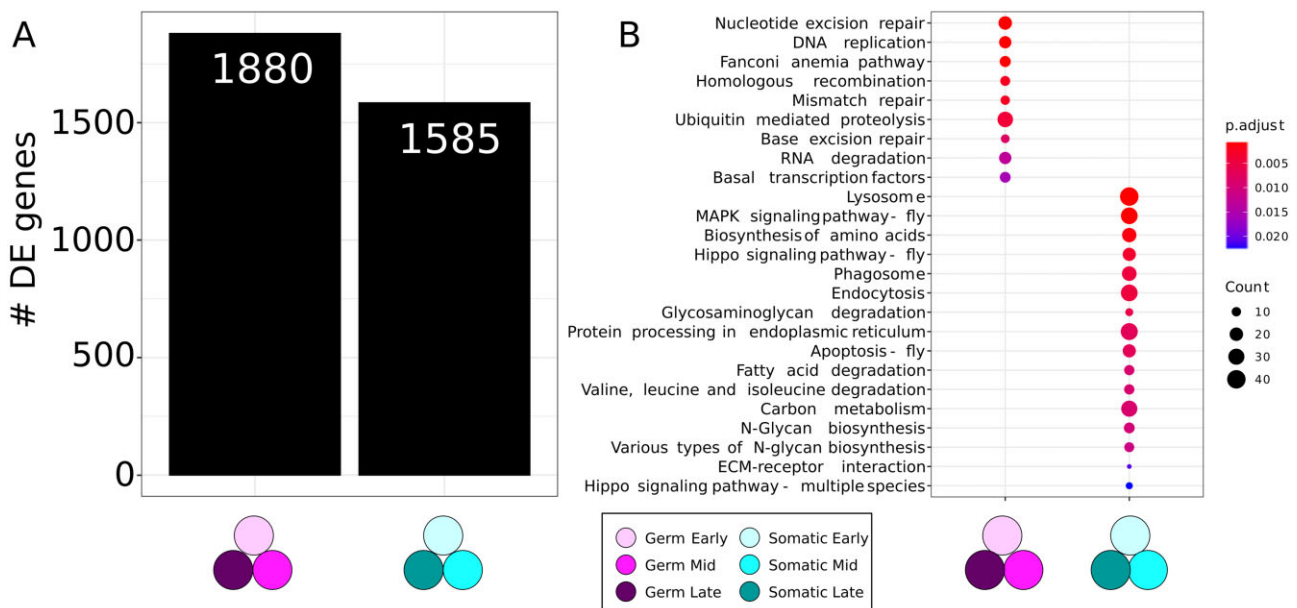 A
# DE genes
1500
1000
500
0
1880
1585
B
Nucleotide excision repair
DNA replication
Fanconi anemia pathway
Homologous recombination
Mismatch repair
Ubiquitin mediated proteolysis
Base excision repair
RNA degradation
Basal transcription factors
Lysosome
MAPK signaling pathway - fly
Biosynthesis of amino acids
Hippo signaling pathway - fly
Phagosome
Endocytosis
Glycosaminoglycan degradation
Protein processing in endoplasmic reticulum
Apoptosis - fly
Fatty acid degradation
Valine, leucine and isoleucine degradation
Carbon metabolism
N-Glycan biosynthesis
Various types of N-glycan biosynthesis
ECM-receptor interaction
Hippo signaling pathway - multiple species
p.adjust
0.005
0.010
0.015
0.020
Count
10
20
30
40
Germ Early
Germ Mid
Germ Late
Somatic Early
Somatic Mid
Somatic Late